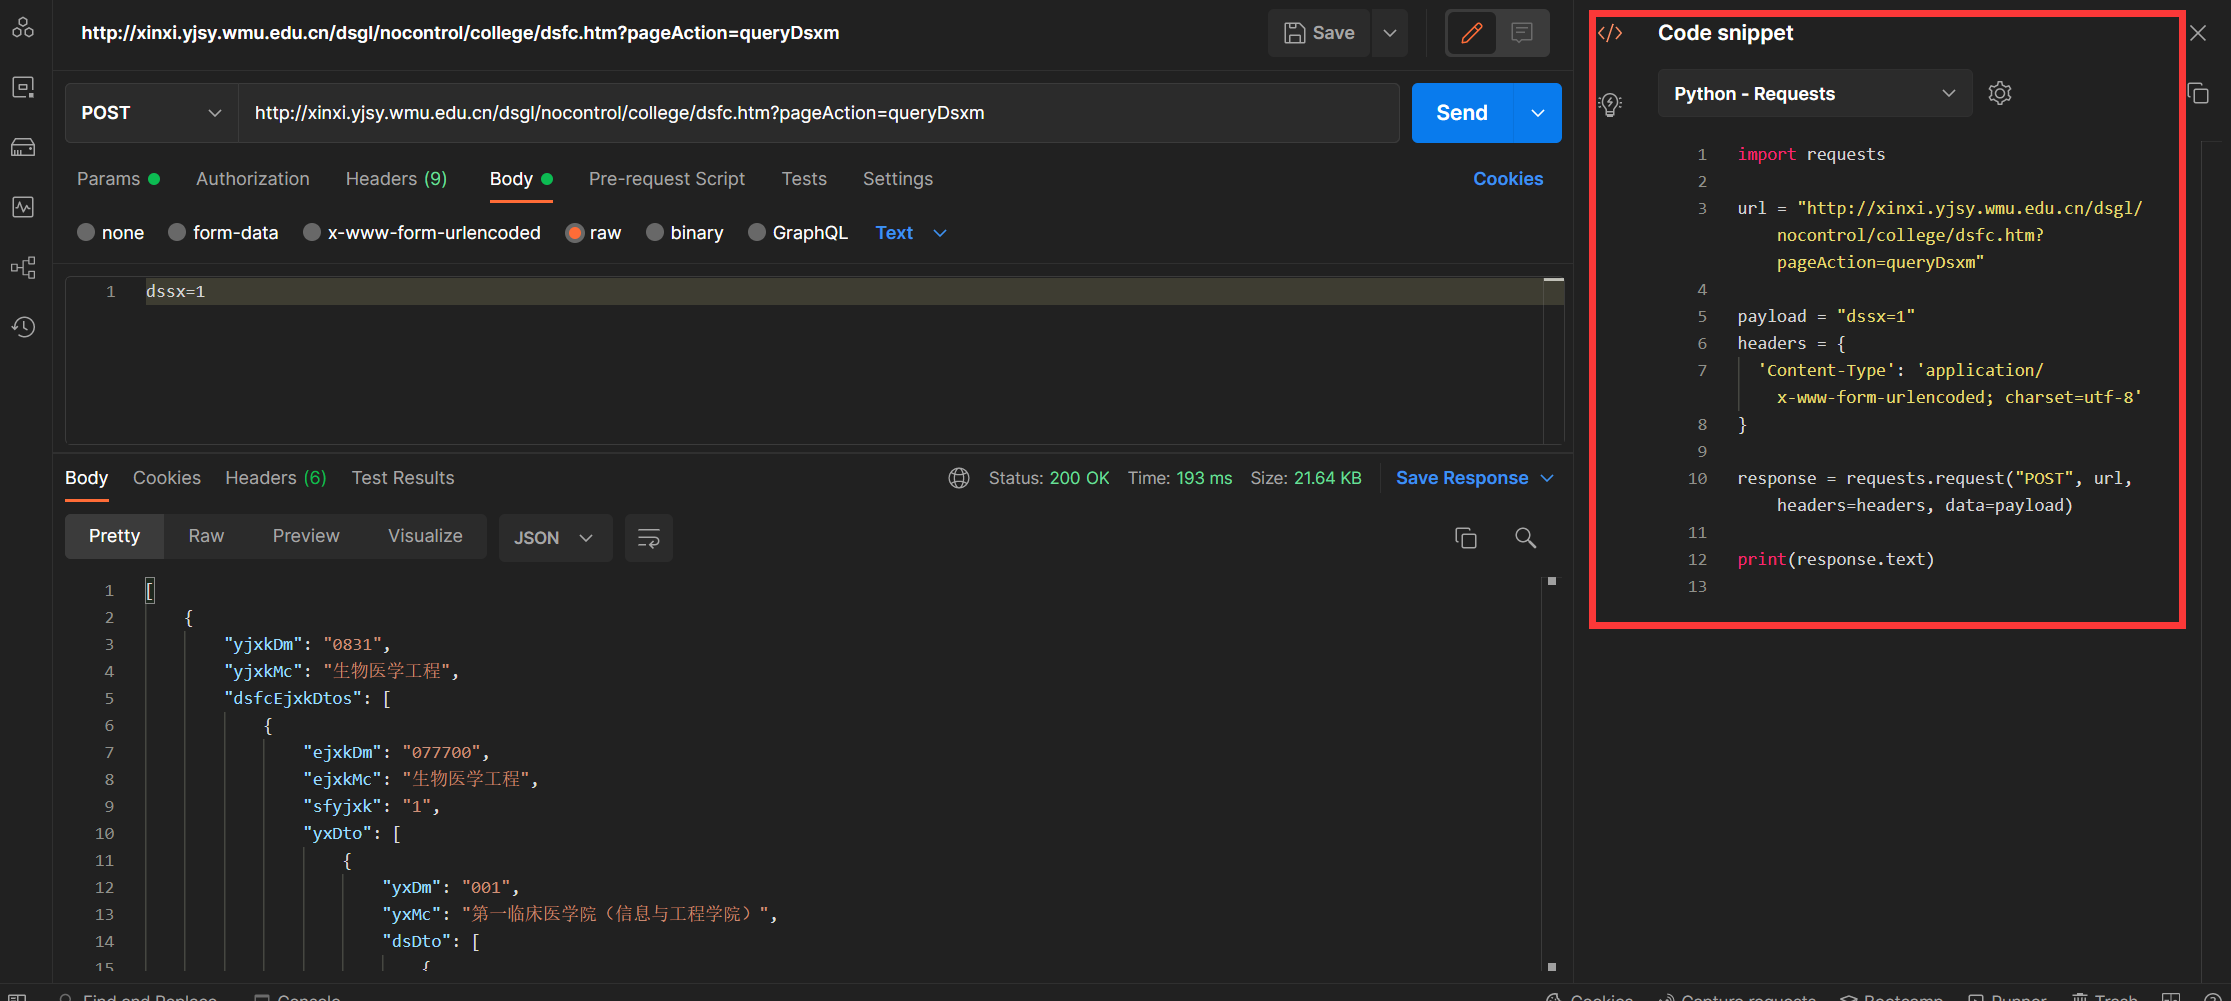 http://xinxi.yjsy.wmu.edu.cn/dsgl/nocontrol/college/dsfc.htm?pageAction=queryDsxm
Save
POST
http://xinxi.yjsy.wmu.edu.cn/dsgl/nocontrol/college/dsfc.htm?pageAction=queryDsxm
Send
Params Authorization Headers (9) Body Pre-request Script Tests Settings Cookies
none form-data x-www-form-urlencoded raw binary GraphQL Text
1 dssx=1
Body Cookies Headers (6) Test Results Status: 200 OK Time: 193 ms Size: 21.64 KB Save Response
Pretty Raw Preview Visualize JSON
1 [
2 {
3 "yjxkDm": "0831",
4 "yjxkMc": "生物医学工程",
5 "dsfcEjxkDtos": [
6 {
7 "ejxkDm": "077700",
8 "ejxkMc": "生物医学工程",
9 "sfyjxk": "1",
10 "yxDto": [
11 {
12 "yxDm": "001",
13 "yxMc": "第一临床医学院（信息与工程学院）",
14 "dsDto": [
15 {
Code snippet
Python - Requests
1 import requests
2
3 url = "http://xinxi.yjsy.wmu.edu.cn/dsgl/
nocontrol/college/dsfc.htm?
pageAction=queryDsxm"
4
5 payload = "dssx=1"
6 headers = {
7 'Content-Type': 'application/
x-www-form-urlencoded; charset=utf-8'
8 }
9
10 response = requests.request("POST", url,
headers=headers, data=payload)
11
12 print(response.text)
13
Find and Replace Console Cookies Capture requests Bootcamp Runner Trash